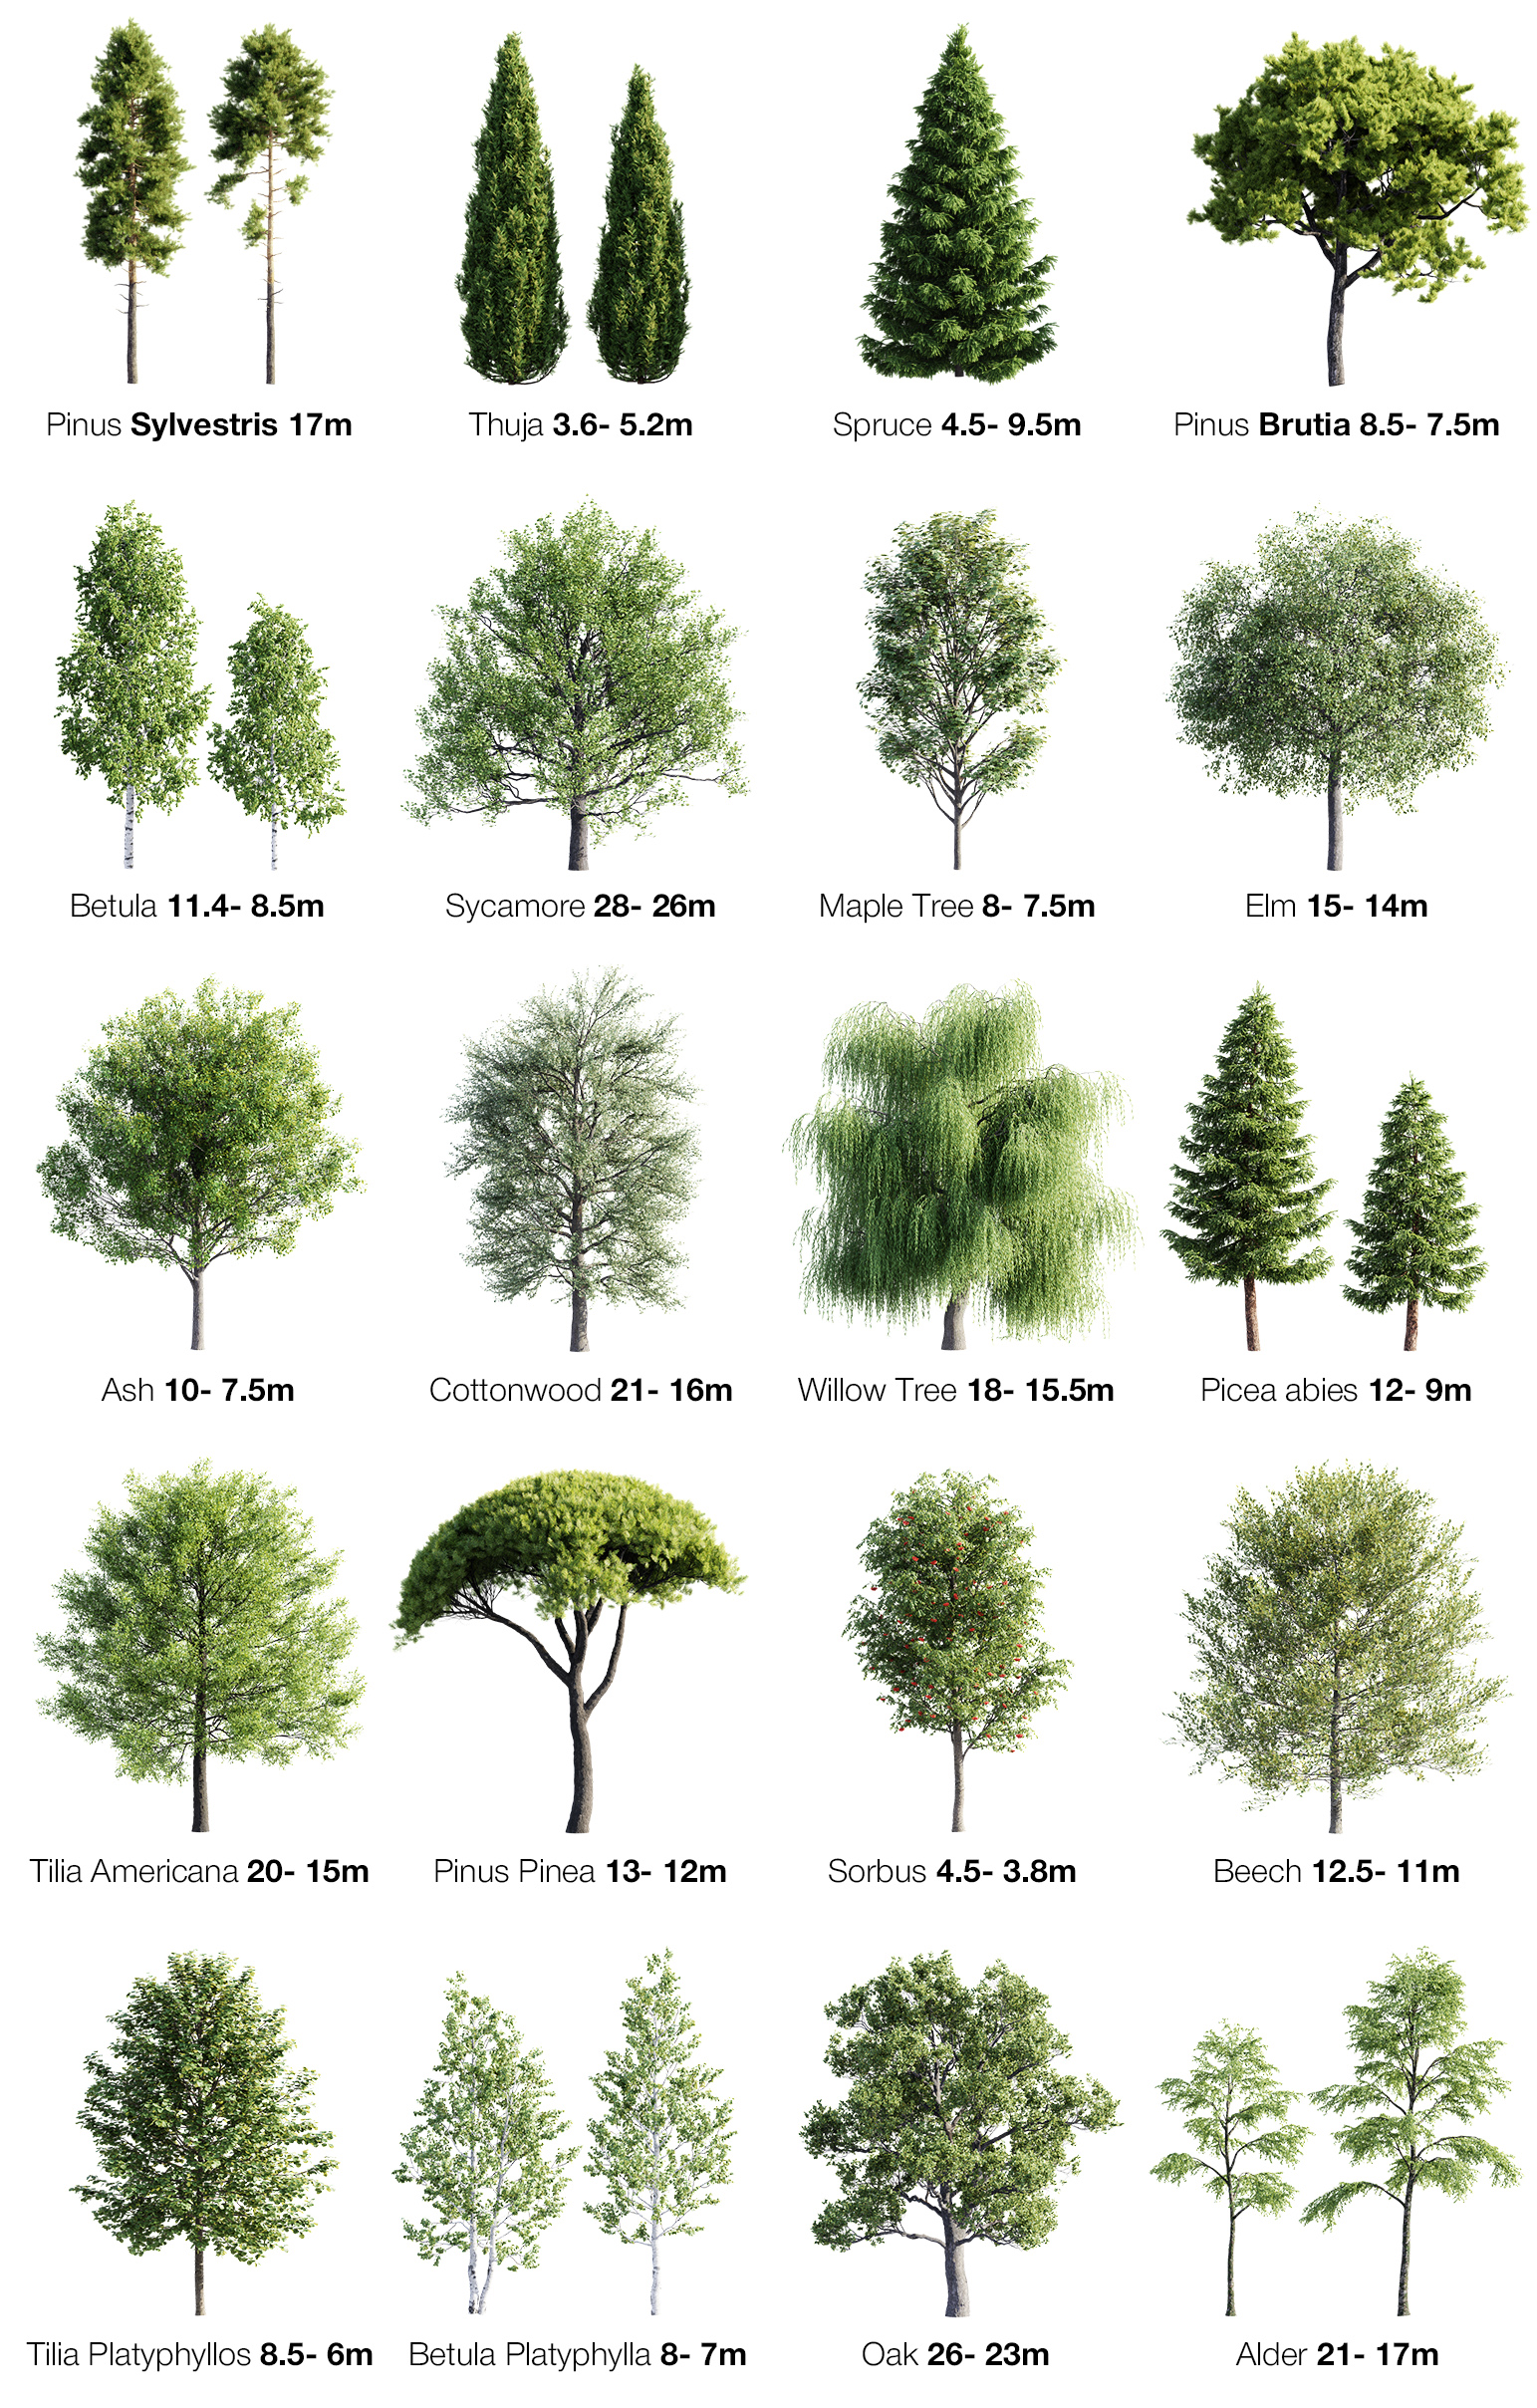 Pinus Sylvestris 17m
Thuja 3.6- 5.2m
Spruce 4.5- 9.5m
Pinus Brutia 8.5- 7.5m
Betula 11.4- 8.5m
Sycamore 28- 26m
Maple Tree 8- 7.5m
Elm 15- 14m
Ash 10- 7.5m
Cottonwood 21- 16m
Willow Tree 18- 15.5m
Picea abies 12- 9m
Tilia Americana 20- 15m
Pinus Pinea 13- 12m
Sorbus 4.5- 3.8m
Beech 12.5- 11m
Tilia Platyphyllos 8.5- 6m
Betula Platyphylla 8- 7m
Oak 26- 23m
Alder 21- 17m